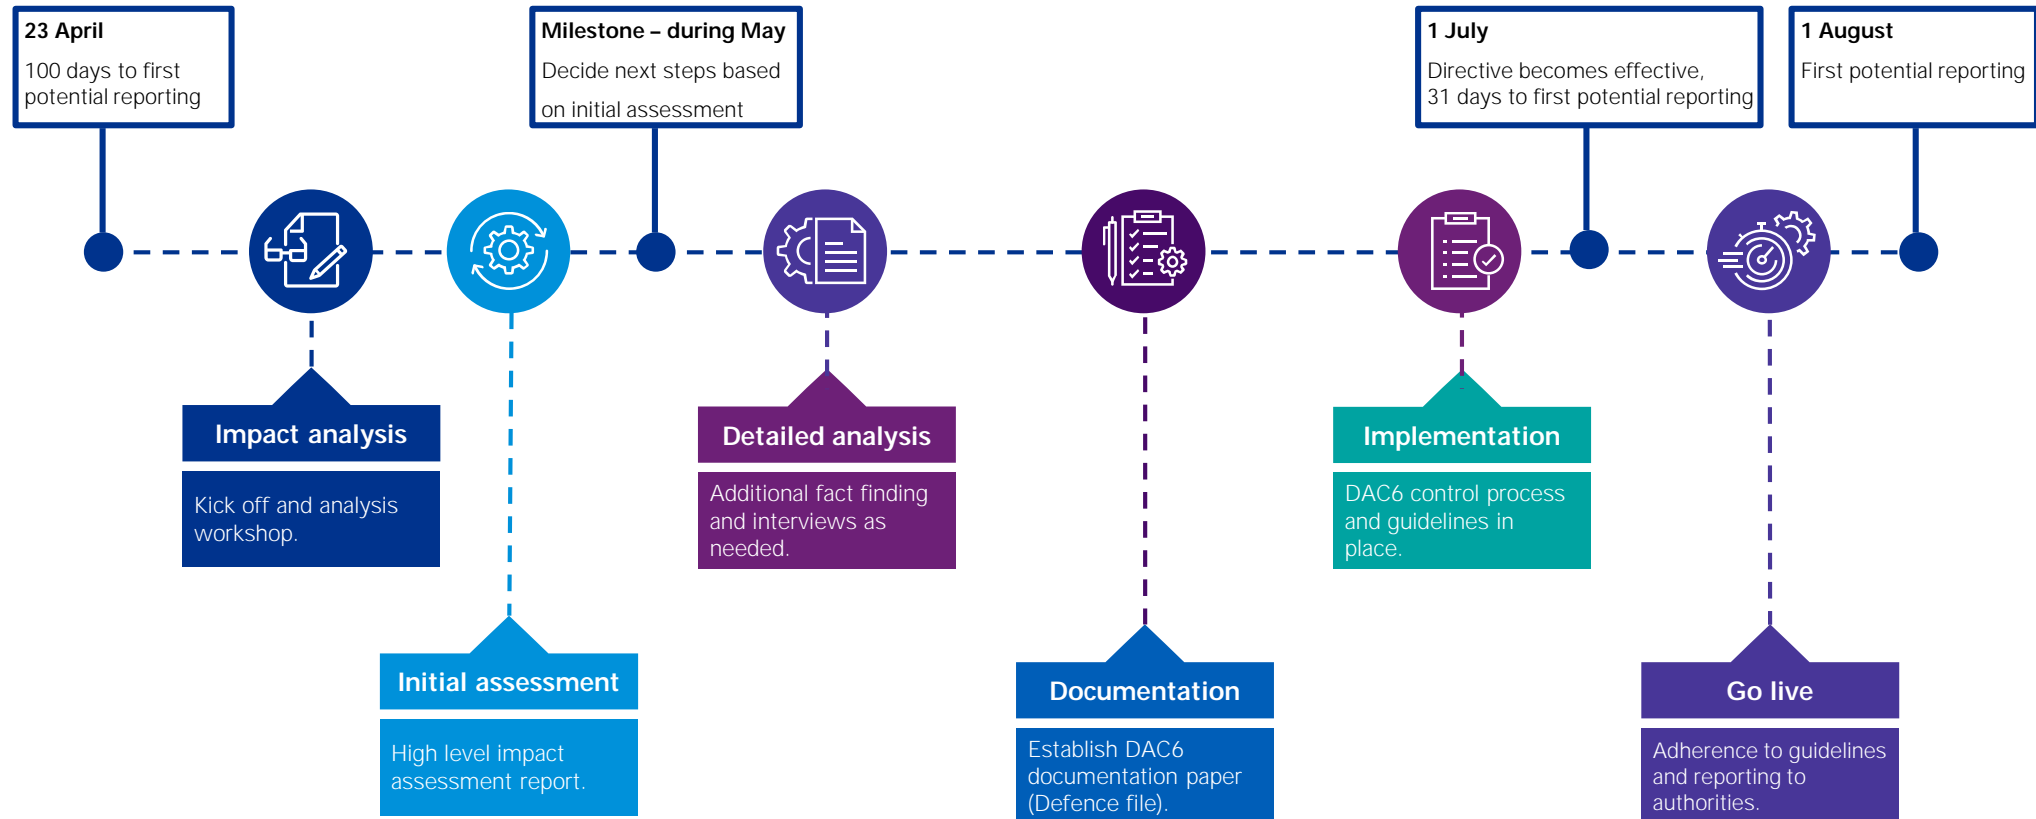 23 April
100 days to first
potential reporting
Milestone – during May
Decide next steps based
on initial assessment
1 July
Directive becomes effective,
31 days to first potential reporting
1 August
First potential reporting
Impact analysis
Kick off and analysis
workshop.
Initial assessment
High level impact
assessment report.
Detailed analysis
Additional fact finding
and interviews as
needed.
Documentation
Establish DAC6
documentation paper
(Defence file).
Implementation
DAC6 control process
and guidelines in
place.
Go live
Adherence to guidelines
and reporting to
authorities.